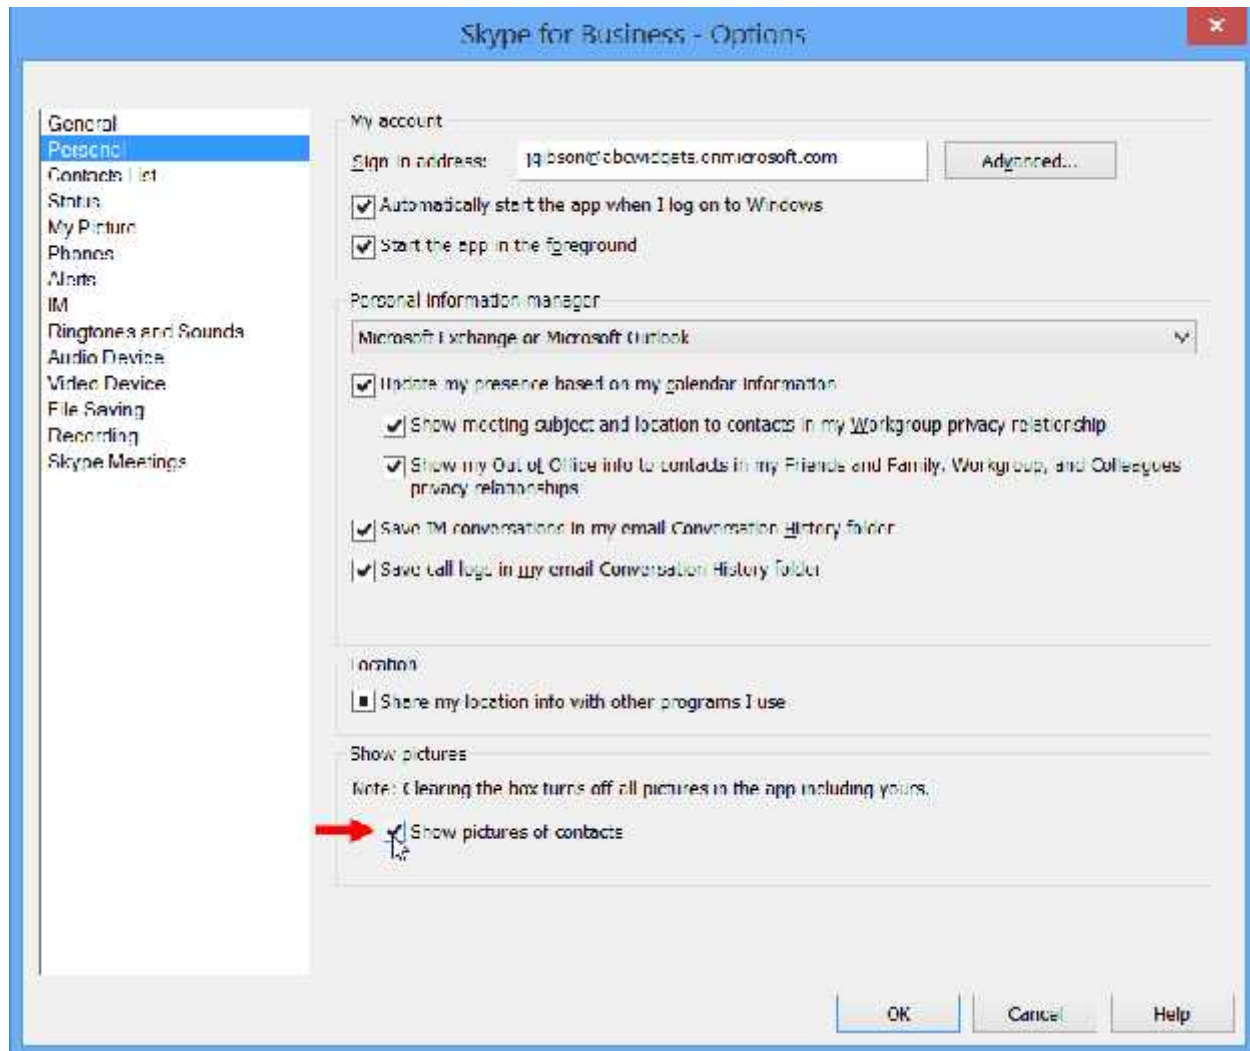 Skype for Business - Options
General
Personal
Contacts List
Status
My Picture
Phones
Alerts
IM
Ringtones and Sounds
Audio Device
Video Device
File Saving
Recording
Skype Meetings
My account
Sign in address:
jgibson@abcwidgets.onmicrosoft.com
Advanced...
Automatically start the app when I log on to Windows
Start the app in the foreground
Personal information manager
Microsoft Exchange or Microsoft Outlook
Update my presence based on my calendar information
Show meeting subject and location to contacts in my Workgroup privacy relationship
Show my Out of Office info to contacts in my Friends and Family, Workgroup, and Colleagues
privacy relationships
Save IM conversations in my email Conversation History folder
Save call logs in my email Conversation History folder
Location
Share my location info with other programs I use
Show pictures
Note: Clearing the box turns off all pictures in the app including yours.
Show pictures of contacts
OK
Cancel
Help